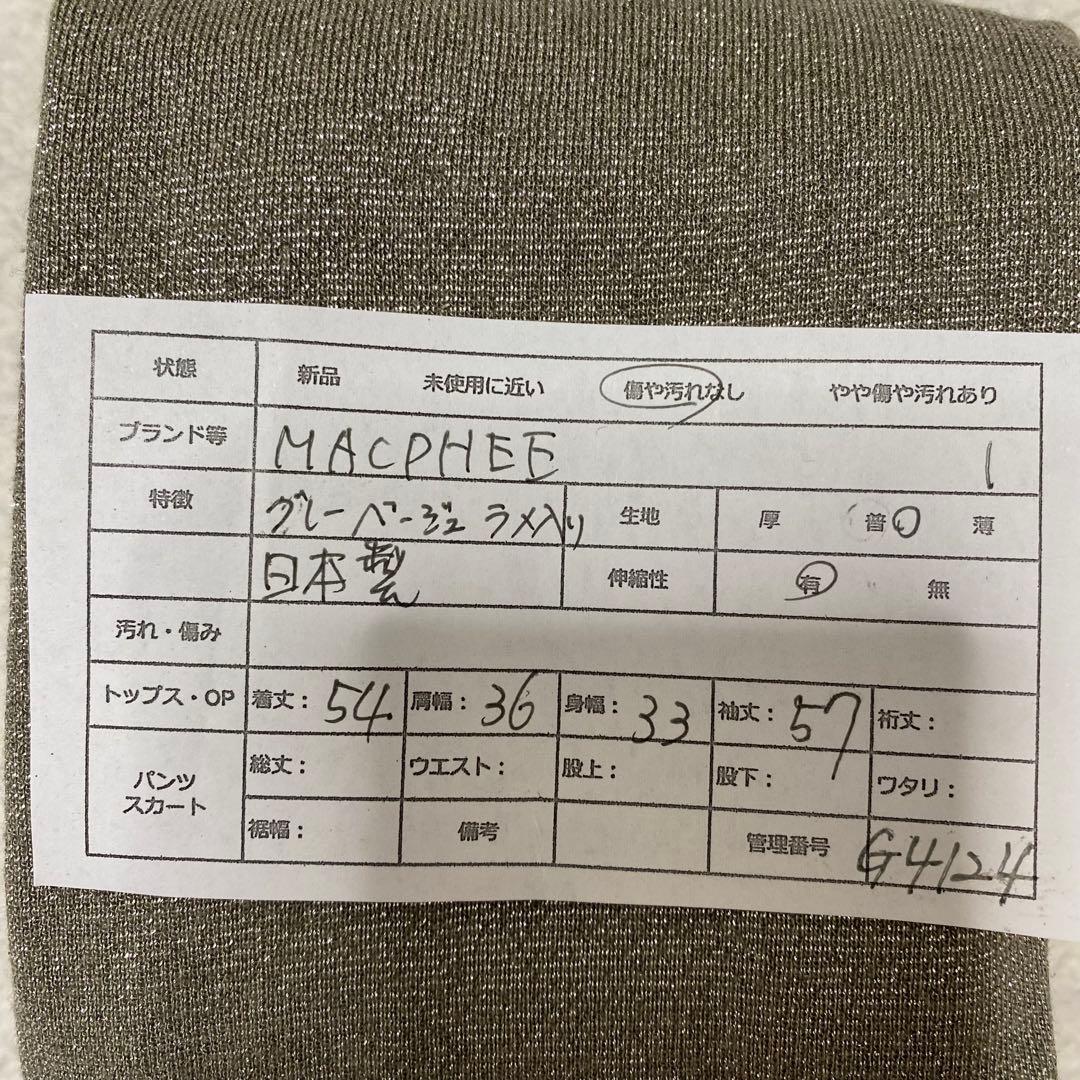 状態 新品 未使用に近い 傷や汚れなし やや傷や汚れあり
ブランド等 MACPHEE 1
特徴 グレーベージュ ラメ入り 生地 厚 普 薄
日本製 伸縮性 有 無
汚れ・傷み
トップス・OP 着丈: 54 肩幅: 36 身幅: 33 袖丈: 57 裄丈:
パンツ スカート 総丈: ウエスト: 股上: 股下: ワタリ:
裾幅: 備考 管理番号 G4124